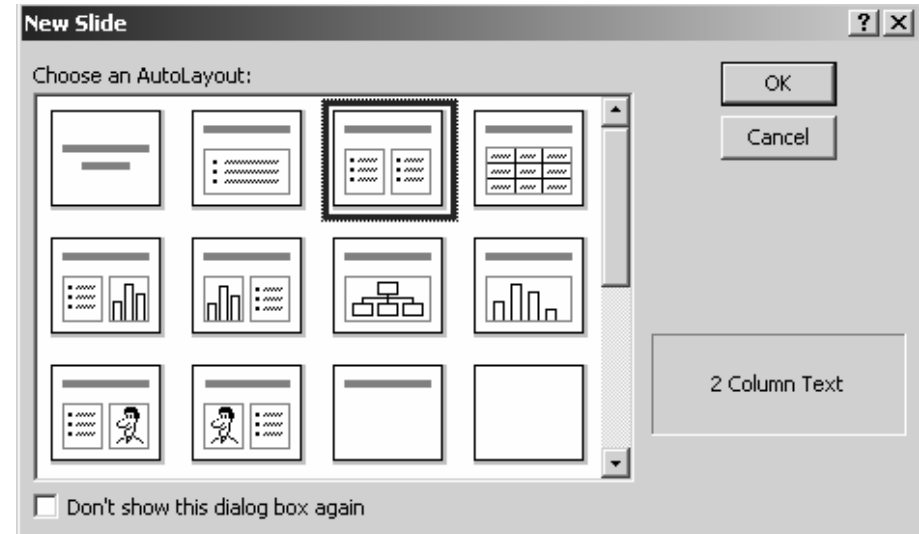 New Slide
Choose an AutoLayout:
OK
Cancel
2 Column Text
Don't show this dialog box again